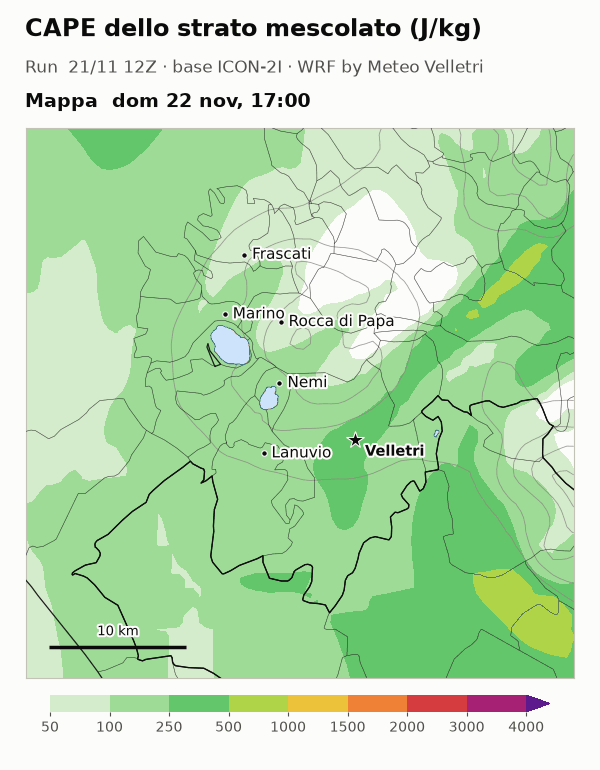 CAPE dello strato mescolato (J/kg)
Run  21/11 12Z · base ICON-2I · WRF by Meteo Velletri
Mappa  dom 22 nov, 17:00
Frascati
Marino
Rocca di Papa
Nemi
Lanuvio
Velletri
10 km
50 100 250 500 1000 1500 2000 3000 4000